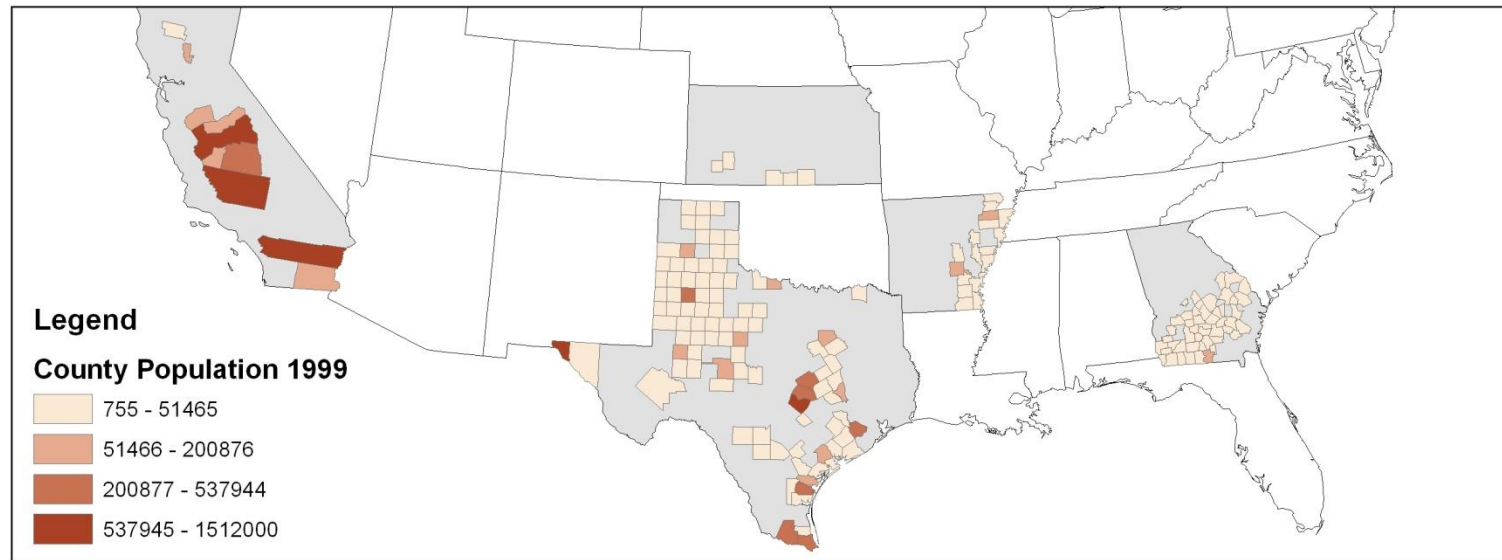 Legend
County Population 1999
755 - 51465
51466 - 200876
200877 - 537944
537945 - 1512000